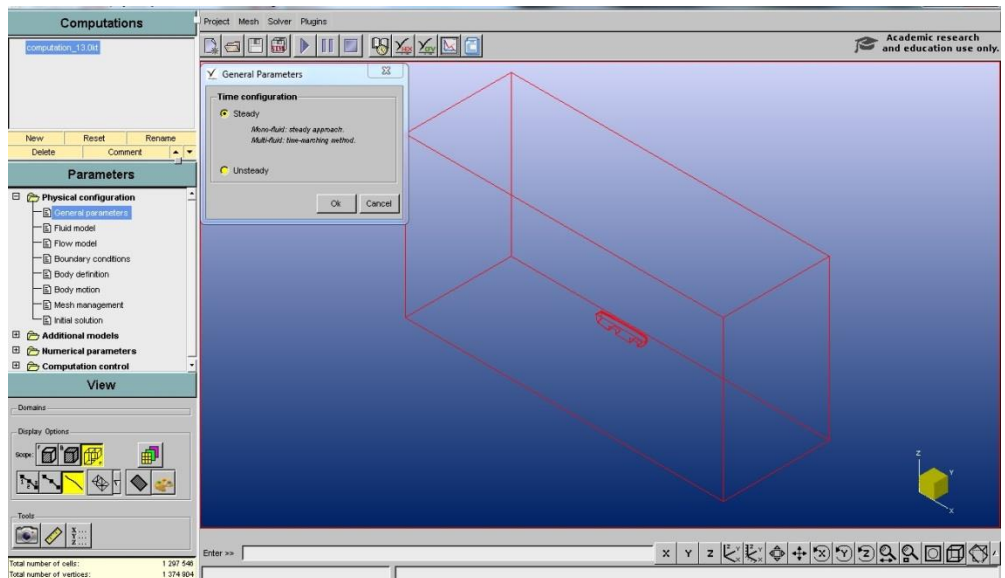 Computations
computation_13.0kt
New Reset Rename
Delete Comment
Parameters
Physical configuration
General parameters
Fluid model
Flow model
Boundary conditions
Body definition
Body motion
Mesh management
Initial solution
Additional models
Numerical parameters
Computation control
View
Domains
Display Options
Scope:
Tools
Total number of cells: 1 297 546
Total number of vertices: 1 374 904
Project Mesh Solver Plugins
Academic research
and education use only.
General Parameters
Time configuration
Steady
Mono-fluid: steady approach.
Multi-fluid: time-marching method.
Unsteady
Ok Cancel
Z
Y
X
Enter >>
X Y Z